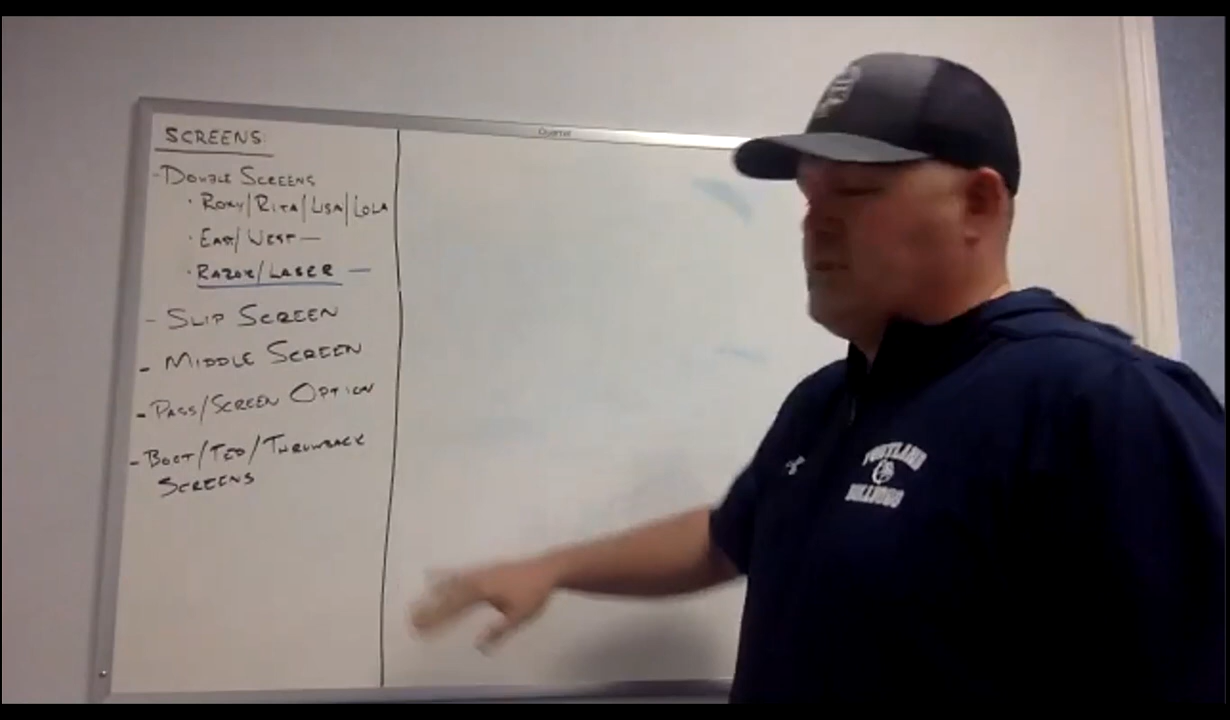 SCREENS:
- DOUBLE SCREENS
· ROXY/RITA/LISA/LOLA
· EAST/WEST —
· RAZOR/LASER —
- SLIP SCREEN
- MIDDLE SCREEN
- PASS/SCREEN OPTION
- BOOT/TED/THROWBACK
SCREENS
Quartet
PORTLAND
BULLDOGS